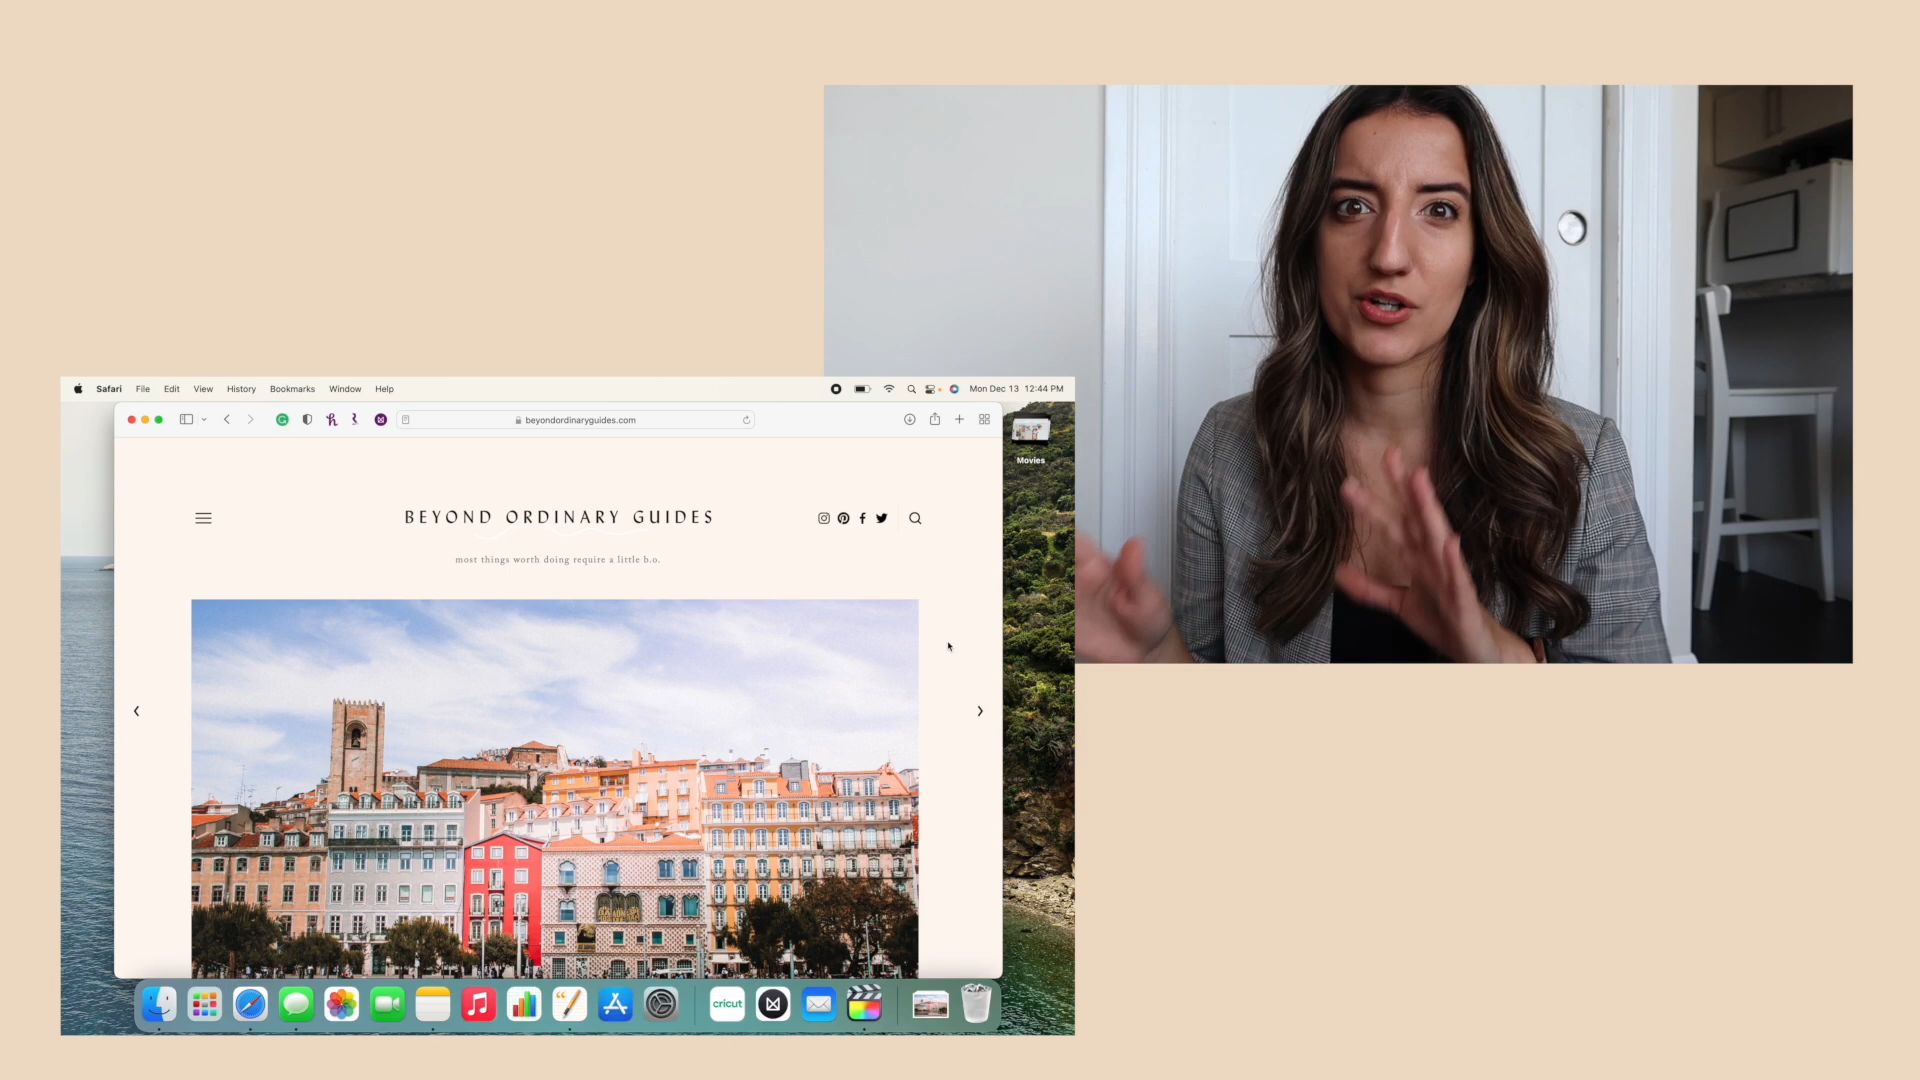 Safari File Edit View History Bookmarks Window Help Mon Dec 13 12:44 PM
beyondordinaryguides.com
Movies
BEYOND ORDINARY GUIDES
most things worth doing require a little b.o.
cricut